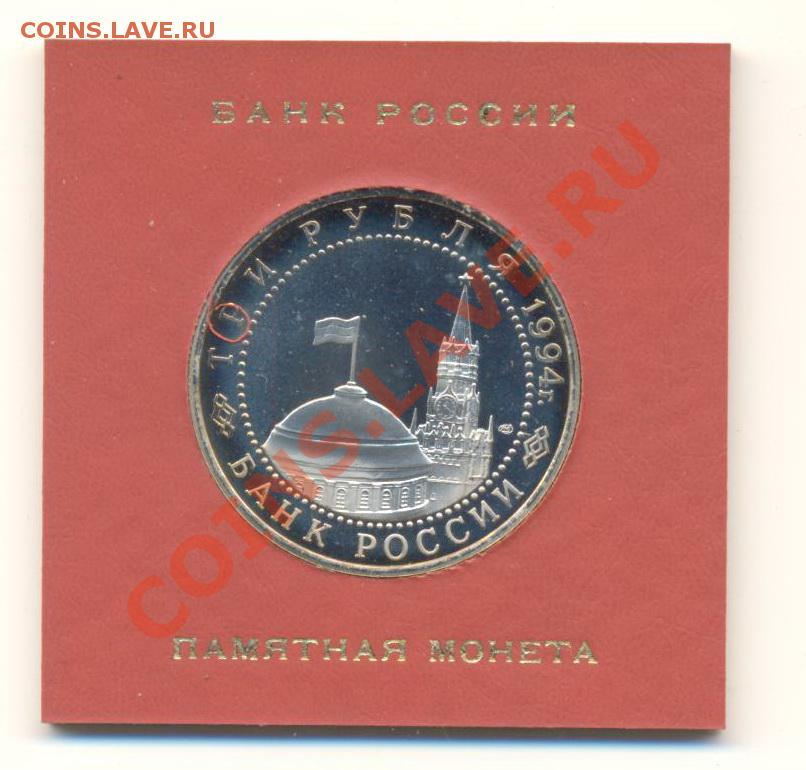 COINS.LAVE.RU
БАНК РОССИИ
ТРИ РУБЛЯ 1994г.
БАНК РОССИИ
ПАМЯТНАЯ МОНЕТА
COINS.LAVE.RU